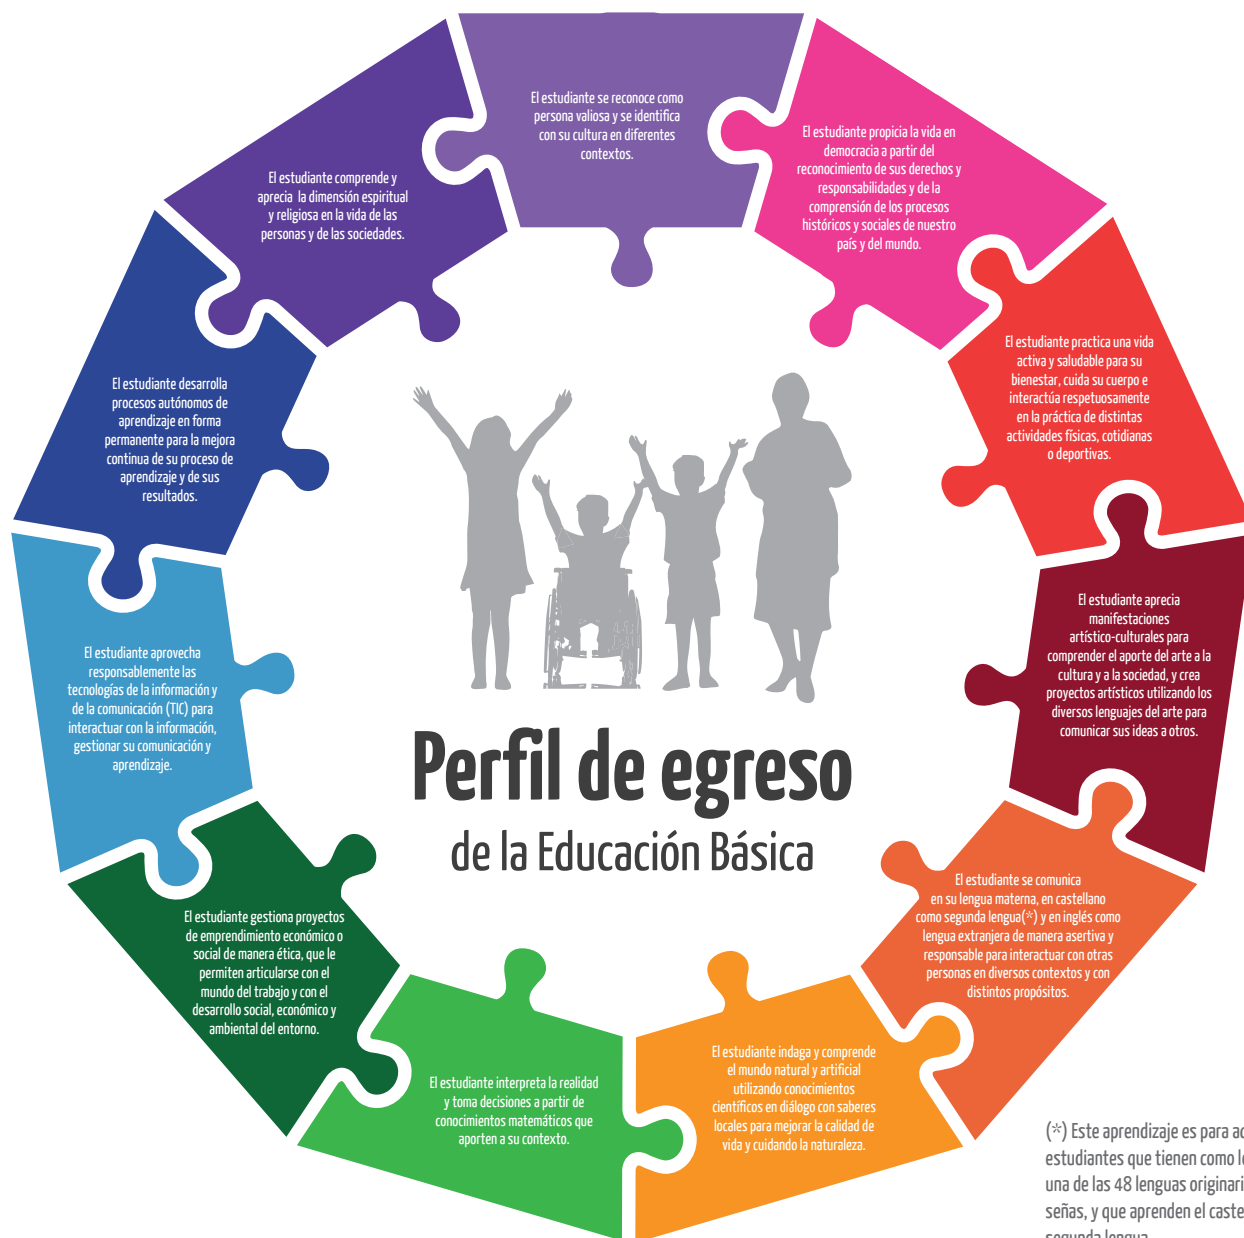 El estudiante se reconoce como
persona valiosa y se identifica
con su cultura en diferentes
contextos.
El estudiante propicia la vida en
democracia a partir del
reconocimiento de sus derechos y
responsabilidades y de la
comprensión de los procesos
históricos y sociales de nuestro
país y del mundo.
El estudiante practica una vida
activa y saludable para su
bienestar, cuida su cuerpo e
interactúa respetuosamente
en la práctica de distintas
actividades físicas, cotidianas
o deportivas.
El estudiante aprecia
manifestaciones
artístico-culturales para
comprender el aporte del arte a la
cultura y a la sociedad, y crea
proyectos artísticos utilizando los
diversos lenguajes del arte para
comunicar sus ideas a otros.
El estudiante se comunica
en su lengua materna, en castellano
como segunda lengua(*) y en inglés como
lengua extranjera de manera asertiva y
responsable para interactuar con otras
personas en diversos contextos y con
distintos propósitos.
El estudiante indaga y comprende
el mundo natural y artificial
utilizando conocimientos
científicos en diálogo con saberes
locales para mejorar la calidad de
vida y cuidando la naturaleza.
El estudiante interpreta la realidad
y toma decisiones a partir de
conocimientos matemáticos que
aporten a su contexto.
El estudiante gestiona proyectos
de emprendimiento económico o
social de manera ética, que le
permiten articularse con el
mundo del trabajo y con el
desarrollo social, económico y
ambiental del entorno.
El estudiante aprovecha
responsablemente las
tecnologías de la información y
de la comunicación (TIC) para
interactuar con la información,
gestionar su comunicación y
aprendizaje.
El estudiante desarrolla
procesos autónomos de
aprendizaje en forma
permanente para la mejora
continua de su proceso de
aprendizaje y de sus
resultados.
El estudiante comprende y
aprecia la dimensión espiritual
y religiosa en la vida de las
personas y de las sociedades.
Perfil de egreso
de la Educación Básica
(*) Este aprendizaje es para
estudiantes que tienen como
una de las 48 lenguas
señas, y que aprenden el
segunda lengua